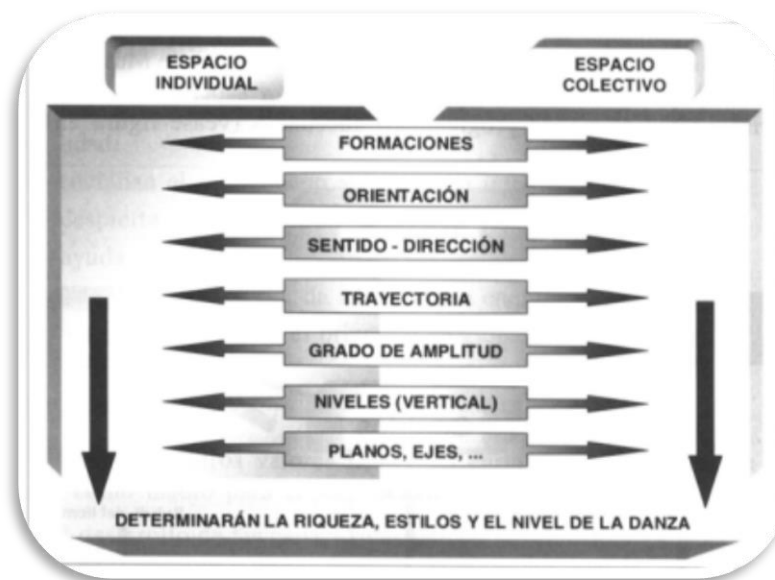 ESPACIO
INDIVIDUAL
ESPACIO
COLECTIVO
FORMACIONES
ORIENTACIÓN
SENTIDO - DIRECCIÓN
TRAYECTORIA
GRADO DE AMPLITUD
NIVELES (VERTICAL)
PLANOS, EJES, ...
DETERMINARÁN LA RIQUEZA, ESTILOS Y EL NIVEL DE LA DANZA